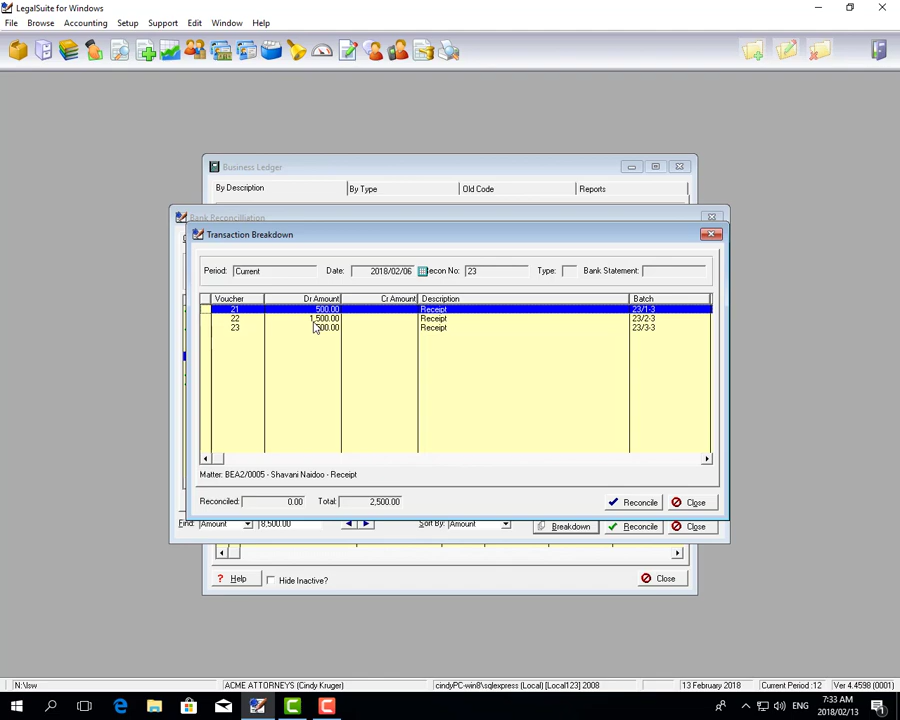 LegalSuite for Windows
File Browse Accounting Setup Support Edit Window Help
Business Ledger
By Description By Type Old Code Reports
Bank Reconcilliation
Transaction Breakdown
Period: Current Date: 2018/02/06 Recon No: 23 Type: Bank Statement:
Voucher Dr Amount Cr Amount Description Batch
21 500.00 Receipt 23/1-3
22 1,500.00 Receipt 23/2-3
23 500.00 Receipt 23/3-3
Matter: BEA2/0005 - Shavani Naidoo - Receipt
Reconciled: 0.00 Total: 2,500.00 Reconcile Close
Find: Amount 8,500.00 Sort By: Amount Breakdown Reconcile Close
? Help Hide Inactive? Close
N:\lsw ACME ATTORNEYS (Cindy Kruger) cindyPC-win8\sqlexpress (Local) [Local123] 2008 13 February 2018 Current Period :12 Ver 4.4598 (0001)
ENG 7:33 AM
2018/02/13 1